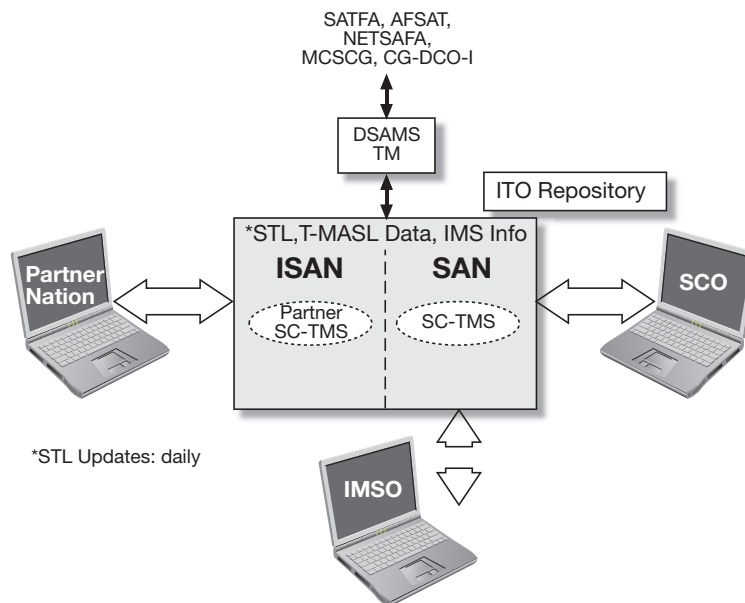 SATFA, AFSAT,
NETSAFA,
MCSCG, CG-DCO-I
DSAMS
TM
ITO Repository
*STL,T-MASL Data, IMS Info
ISAN
SAN
Partner
Nation
Partner
SC-TMS
SC-TMS
SCO
*STL Updates: daily
IMSO